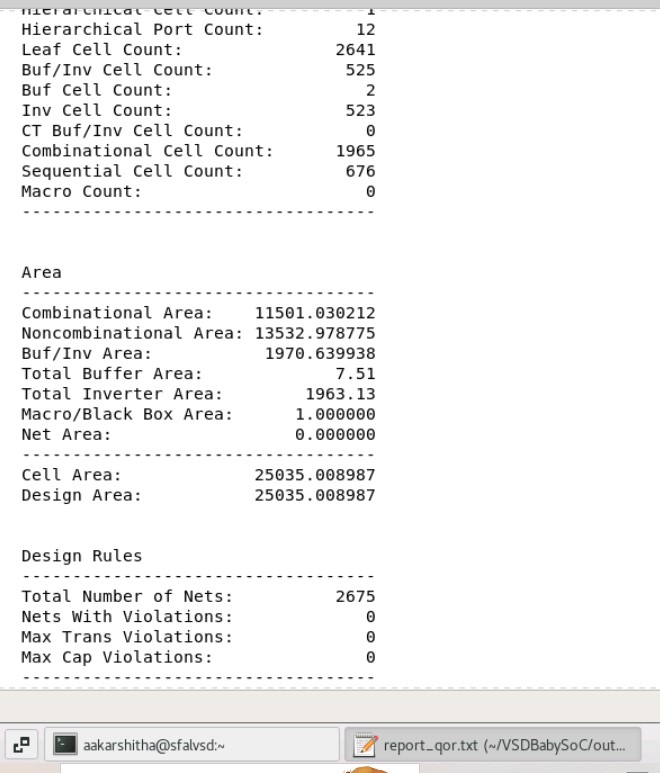 Hierarchical Cell Count: 1
Hierarchical Port Count: 12
Leaf Cell Count: 2641
Buf/Inv Cell Count: 525
Buf Cell Count: 2
Inv Cell Count: 523
CT Buf/Inv Cell Count: 0
Combinational Cell Count: 1965
Sequential Cell Count: 676
Macro Count: 0
-----------------------------------
Area
-----------------------------------
Combinational Area: 11501.030212
Noncombinational Area: 13532.978775
Buf/Inv Area: 1970.639938
Total Buffer Area: 7.51
Total Inverter Area: 1963.13
Macro/Black Box Area: 1.000000
Net Area: 0.000000
-----------------------------------
Cell Area: 25035.008987
Design Area: 25035.008987
Design Rules
-----------------------------------
Total Number of Nets: 2675
Nets With Violations: 0
Max Trans Violations: 0
Max Cap Violations: 0
-----------------------------------
aakarshitha@sfalvsd:~
report_qor.txt (~/VSDBabySoC/out...